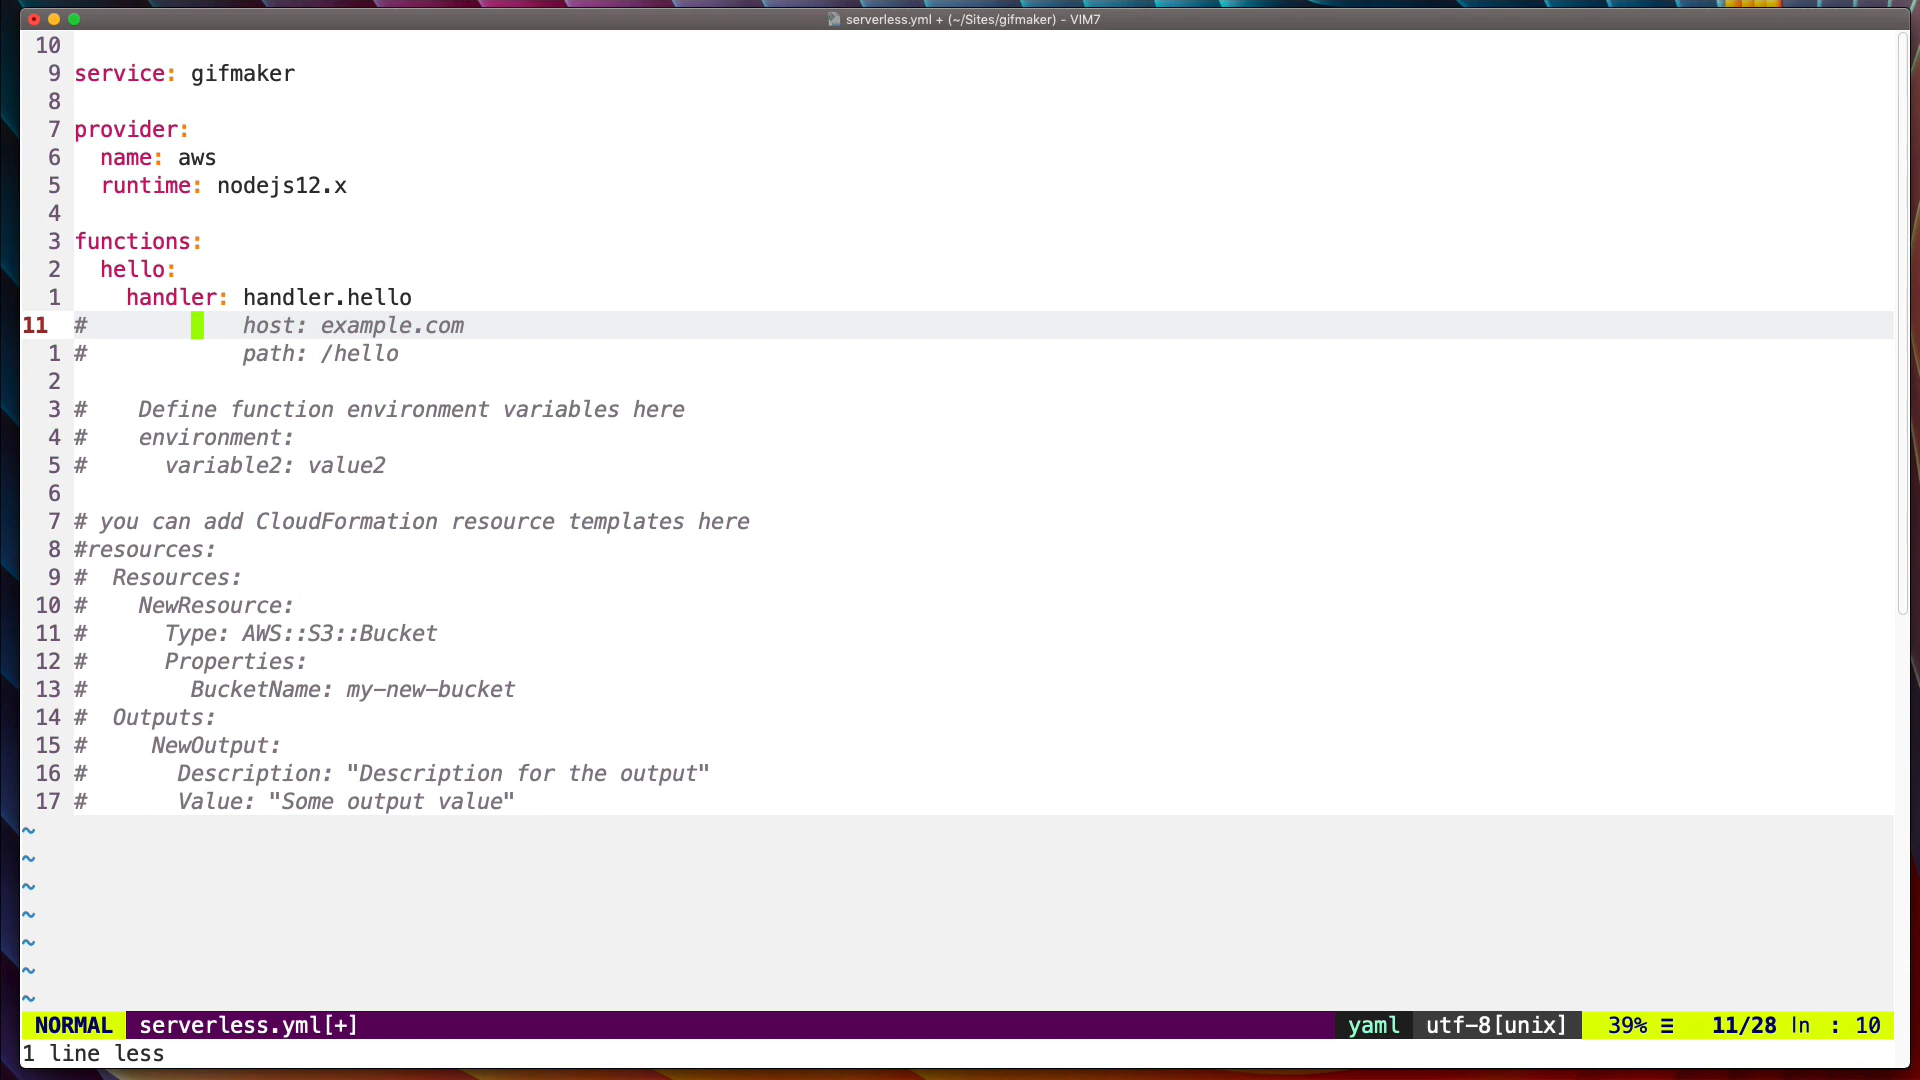 serverless.yml + (~/Sites/gifmaker) - VIM7
10
9 service: gifmaker
8
7 provider:
6   name: aws
5   runtime: nodejs12.x
4
3 functions:
2   hello:
1     handler: handler.hello
11 #            host: example.com
1 #            path: /hello
2
3 #    Define function environment variables here
4 #    environment:
5 #      variable2: value2
6
7 # you can add CloudFormation resource templates here
8 #resources:
9 #  Resources:
10 #    NewResource:
11 #      Type: AWS::S3::Bucket
12 #      Properties:
13 #        BucketName: my-new-bucket
14 #  Outputs:
15 #     NewOutput:
16 #       Description: "Description for the output"
17 #       Value: "Some output value"
~
~
~
~
~
~
~
NORMAL serverless.yml[+] yaml utf-8[unix] 39% ≡ 11/28 ln : 10
1 line less